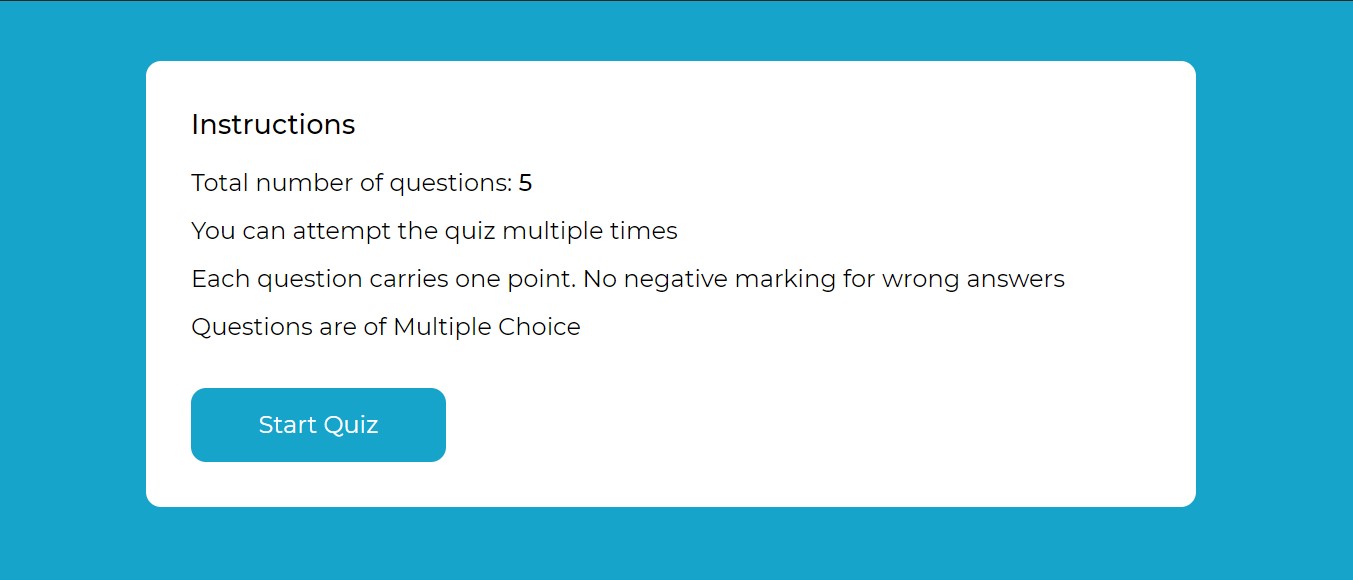 Instructions
Total number of questions: 5
You can attempt the quiz multiple times
Each question carries one point. No negative marking for wrong answers
Questions are of Multiple Choice
Start Quiz